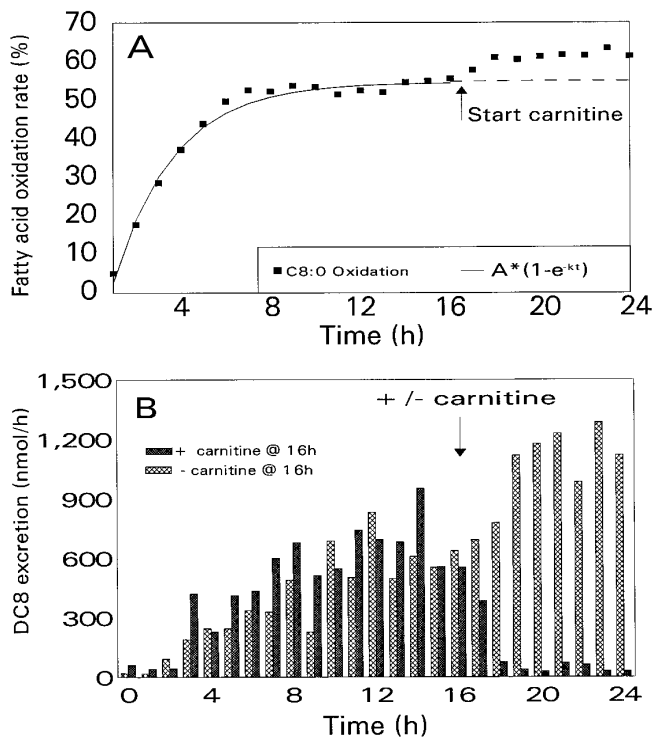 A
Fatty acid oxidation rate (%)
70
60
50
40
30
20
10
0
Start carnitine
C8:0 Oxidation
A*(1-e-kt)
4 8 12 16 20 24
Time (h)
B
DC8 excretion (nmol/h)
1,500
1,200
900
600
300
0
+ /- carnitine
+ carnitine @ 16h
- carnitine @ 16h
0 4 8 12 16 20 24
Time (h)